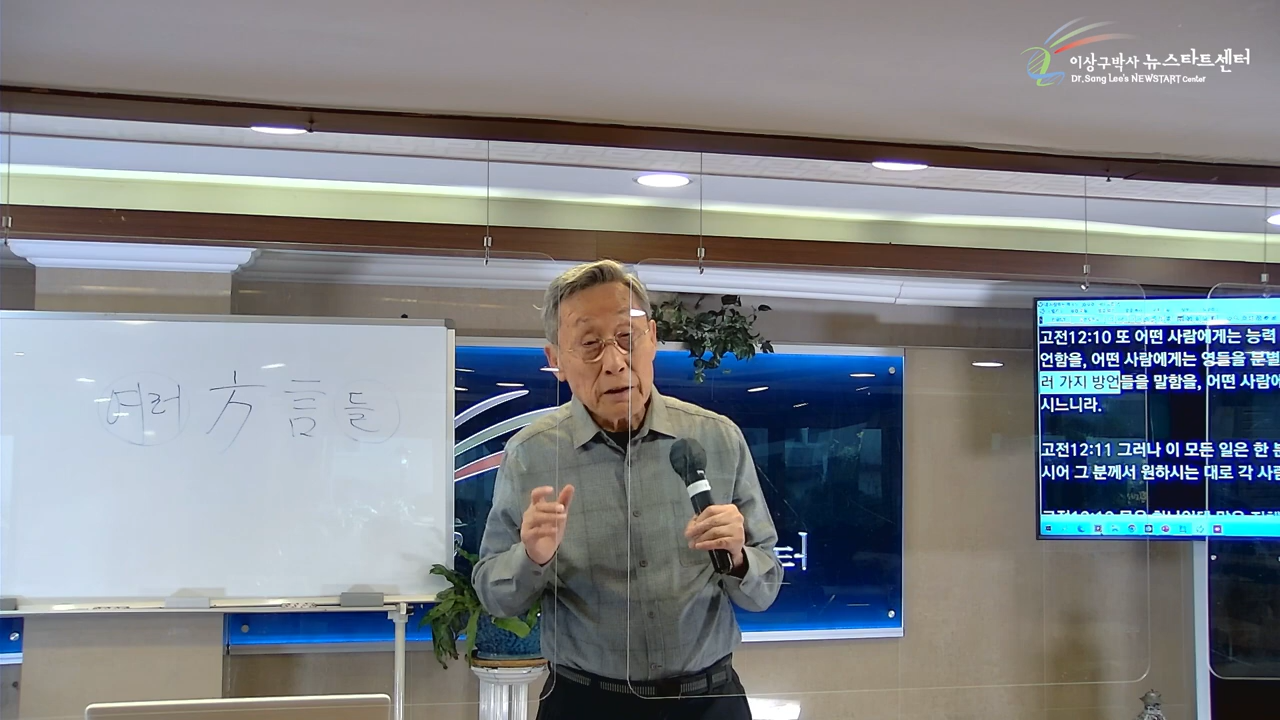 이상구박사 뉴스타트센터
Dr. Sang Lee's NEWSTART Center
여러 方言들
고전12:10 또 어떤 사람에게는 능력
언함을, 어떤 사람에게는 영들을 분별
러 가지 방언들을 말함을, 어떤 사람에
시느니라.
고전12:11 그러나 이 모든 일은 한 분
시어 그 분께서 원하시는 대로 각 사람
터